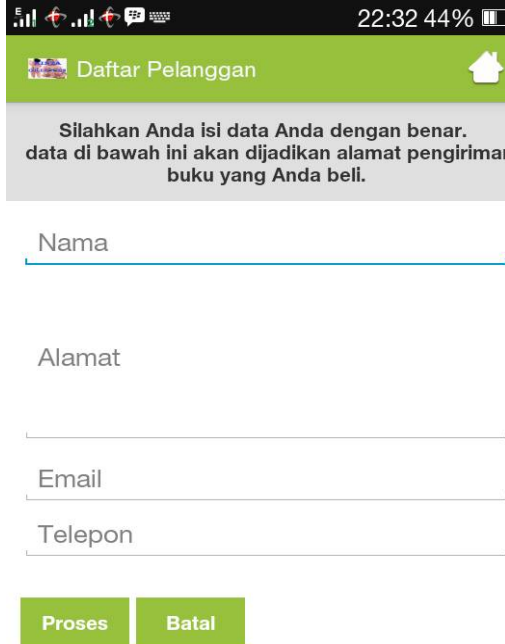 22:32 44%
Daftar Pelanggan
Silahkan Anda isi data Anda dengan benar.
data di bawah ini akan dijadikan alamat pengiriman
buku yang Anda beli.
Nama
Alamat
Email
Telepon
Proses Batal